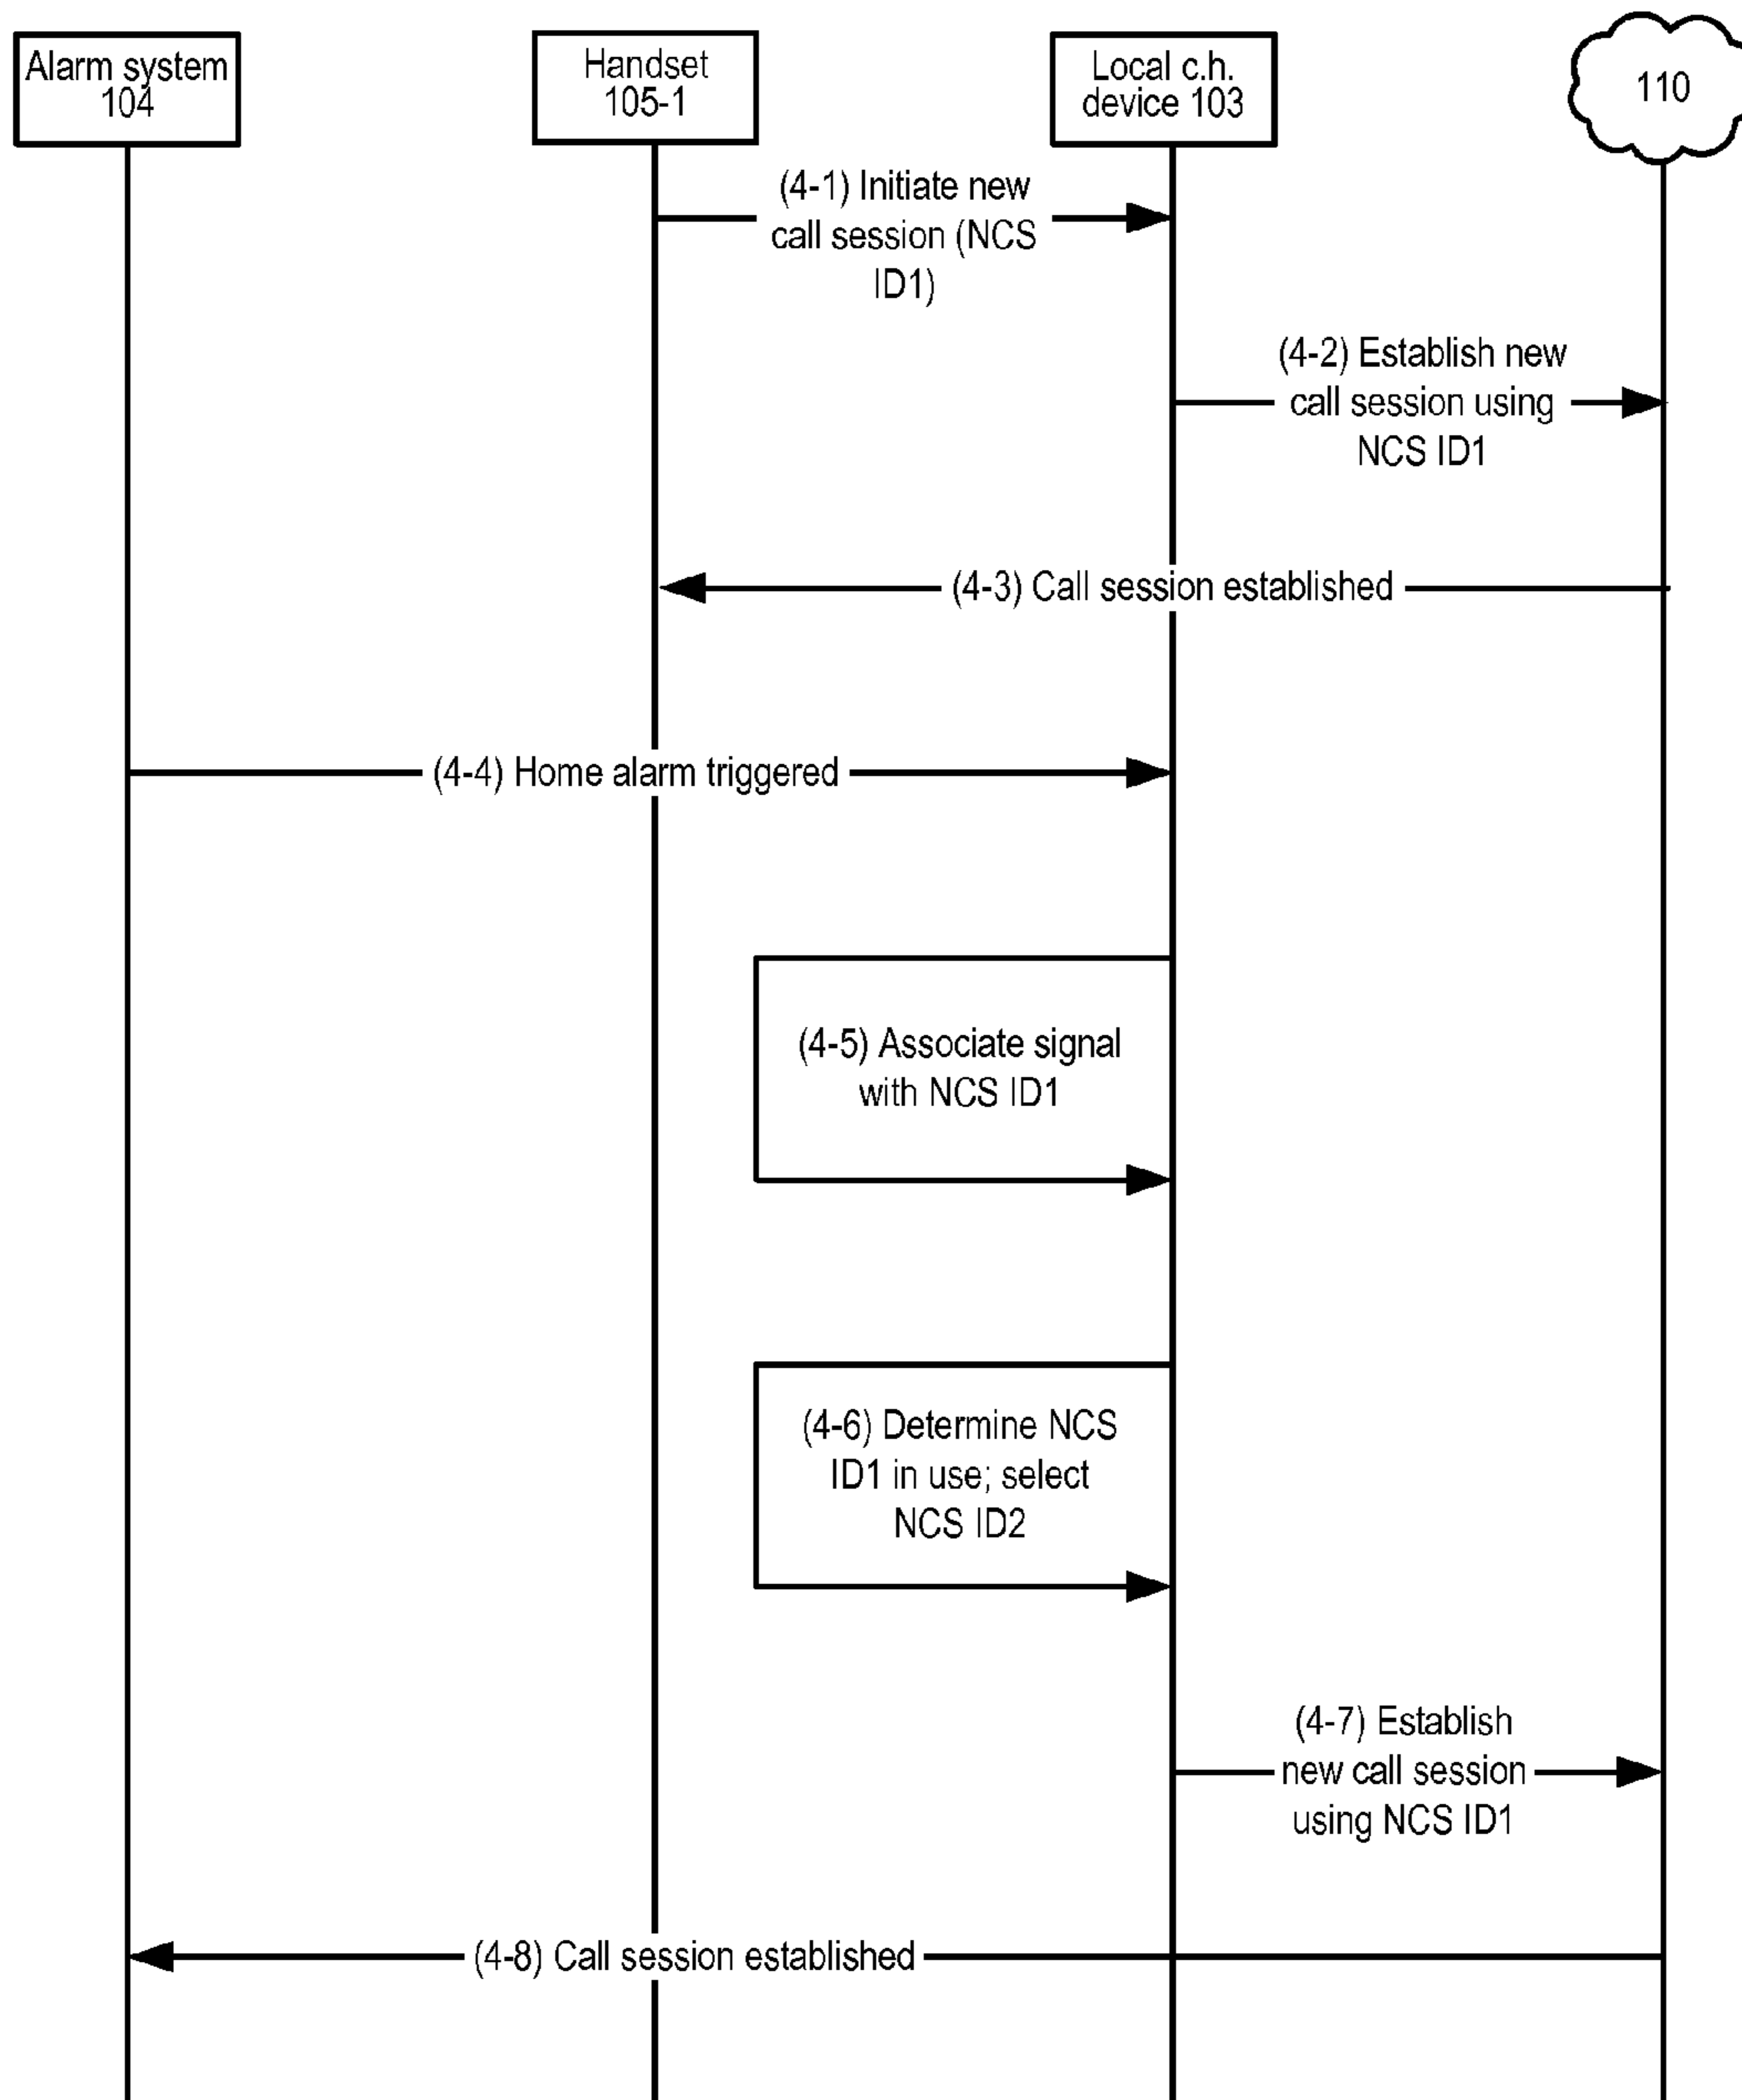 Alarm system
104
Handset
105-1
Local c.h.
device 103
110
(4-1) Initiate new
call session (NCS
ID1)
(4-2) Establish new
call session using
NCS ID1
(4-3) Call session established
(4-4) Home alarm triggered
(4-5) Associate signal
with NCS ID1
(4-6) Determine NCS
ID1 in use; select
NCS ID2
(4-7) Establish
new call session
using NCS ID1
(4-8) Call session established